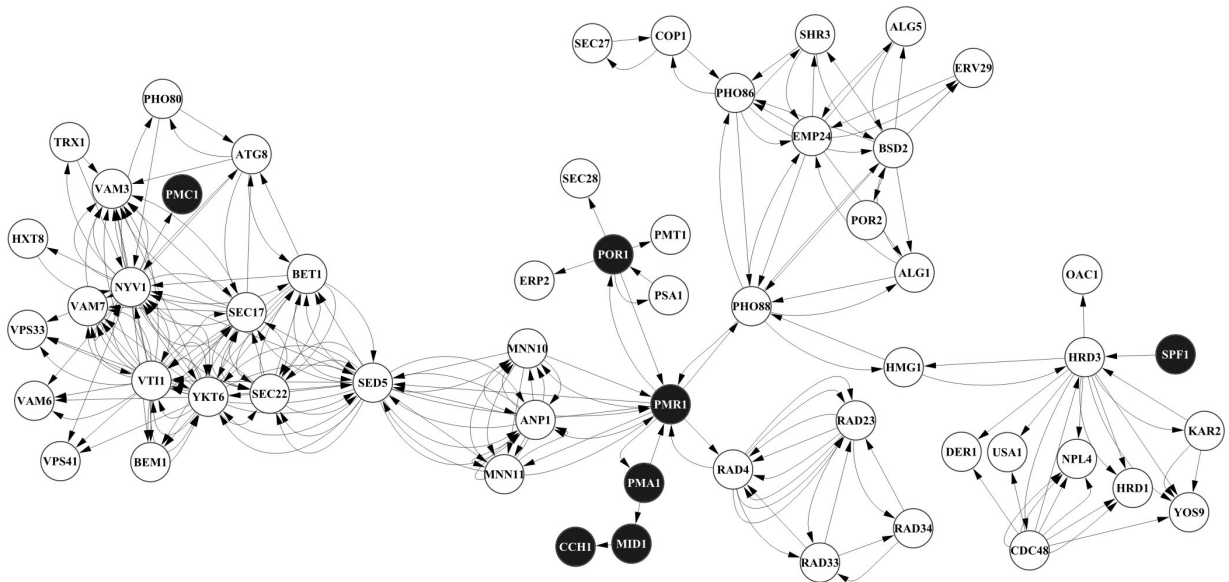 SEC27
COP1
SHR3
ALG5
ERV29
PHO86
PHO80
EMP24
BSD2
TRX1
ATG8
VAM3
PMC1
SEC28
POR2
HXT8
PMT1
POR1
ALG1
OAC1
BET1
ERP2
NYV1
PSA1
VAM7
SEC17
PHO88
VPS33
MNN10
HRD3
SPF1
HMG1
VTI1
YKT6
SEC22
SED5
VAM6
PMR1
ANP1
RAD23
KAR2
DER1
USA1
NPL4
VPS41
BEM1
MNN11
RAD4
PMA1
HRD1
YOS9
RAD34
CCH1
MID1
RAD33
CDC48